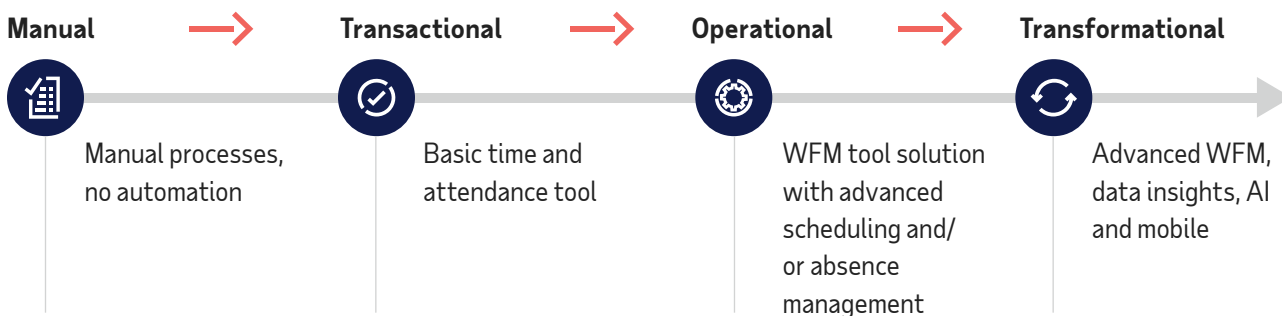 Manual
Transactional
Operational
Transformational
Manual processes,
no automation
Basic time and
attendance tool
WFM tool solution
with advanced
scheduling and/
or absence
management
Advanced WFM,
data insights, AI
and mobile